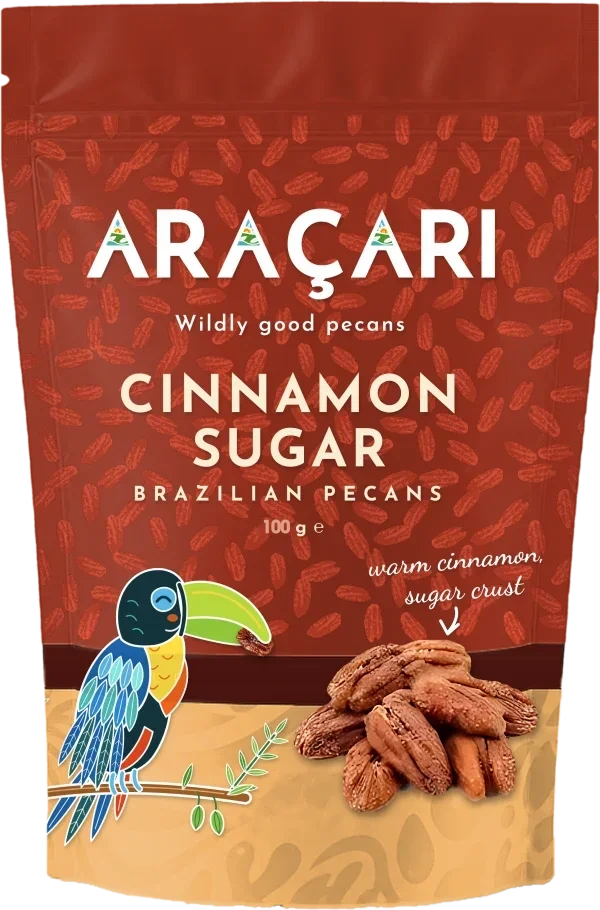 ARAÇARI
Wildly good pecans
CINNAMON
SUGAR
BRAZILIAN PECANS
100 g ℮
warm cinnamon,
sugar crust